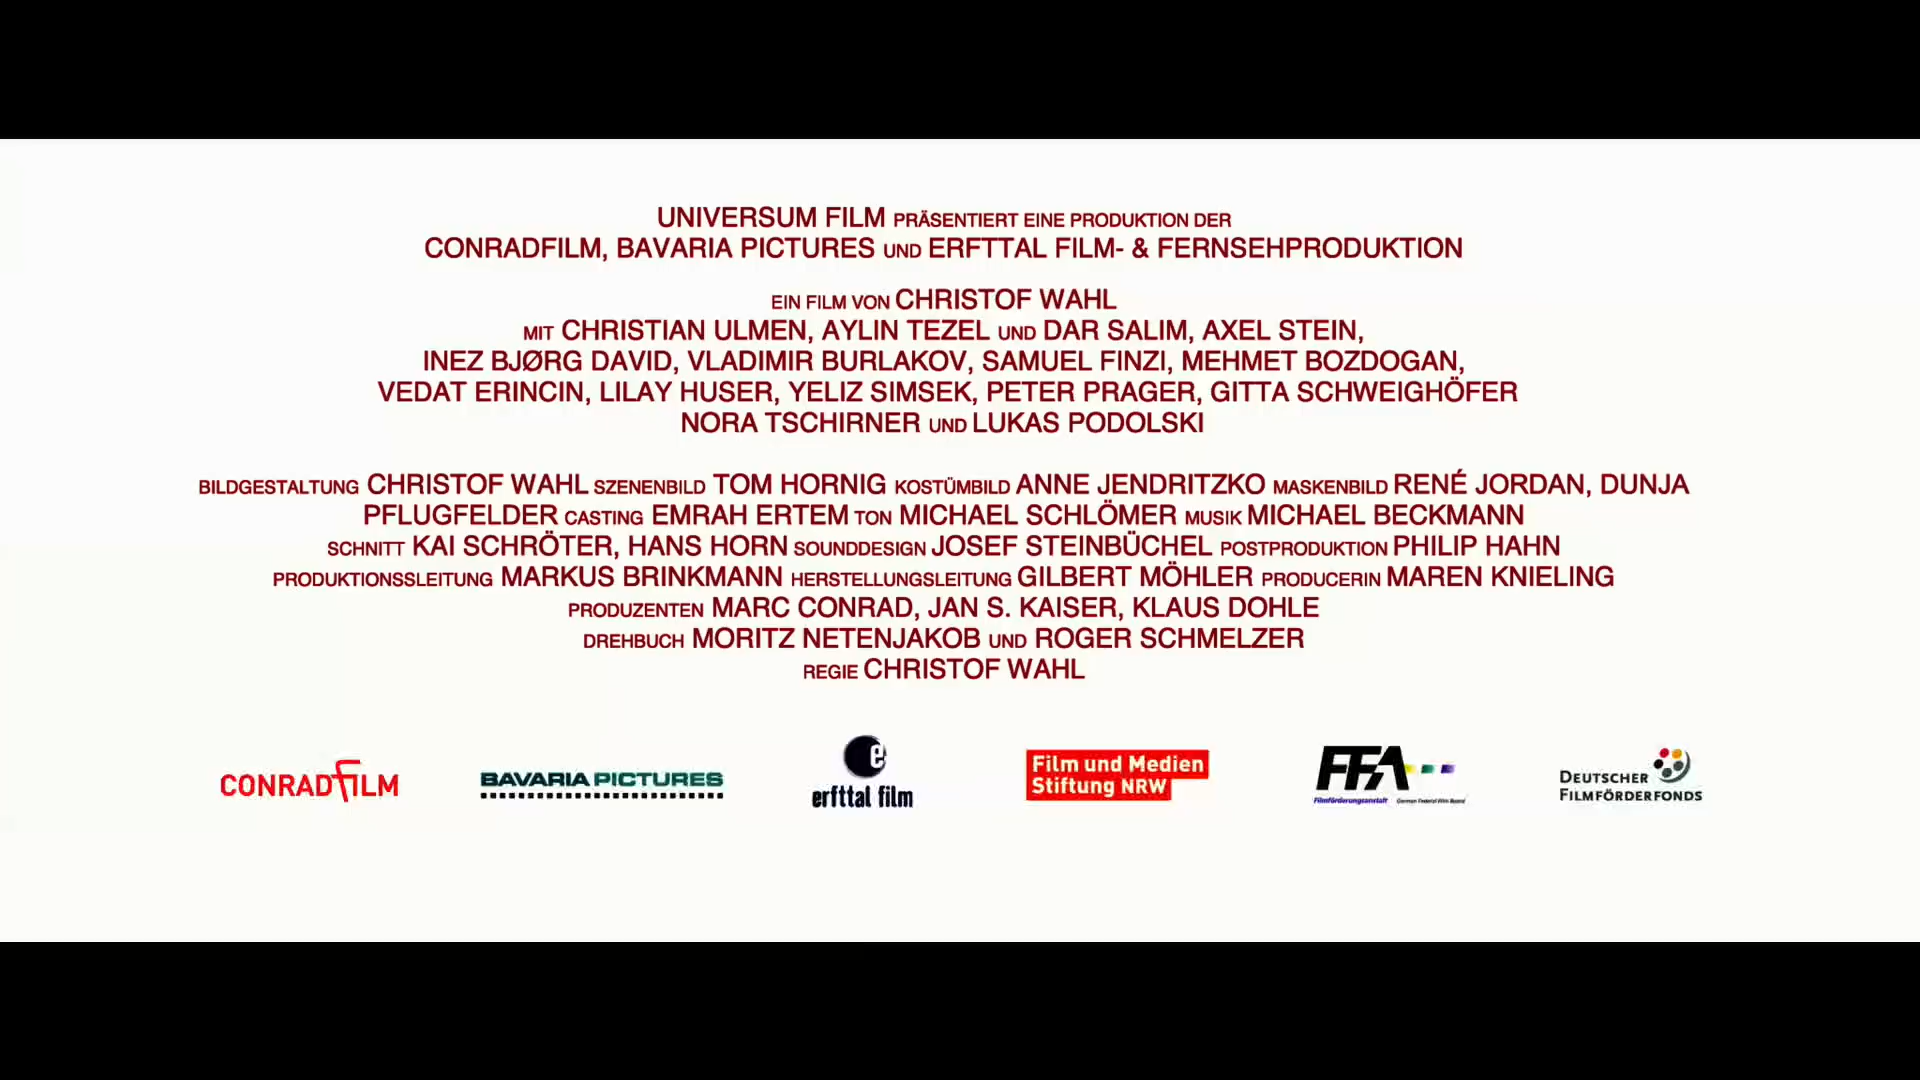 UNIVERSUM FILM PRÄSENTIERT EINE PRODUKTION DER
CONRADFILM, BAVARIA PICTURES UND ERFTTAL FILM- & FERNSEHPRODUKTION
EIN FILM VON CHRISTOF WAHL
MIT CHRISTIAN ULMEN, AYLIN TEZEL UND DAR SALIM, AXEL STEIN,
INEZ BJØRG DAVID, VLADIMIR BURLAKOV, SAMUEL FINZI, MEHMET BOZDOGAN,
VEDAT ERINCIN, LILAY HUSER, YELIZ SIMSEK, PETER PRAGER, GITTA SCHWEIGHÖFER
NORA TSCHIRNER UND LUKAS PODOLSKI
BILDGESTALTUNG CHRISTOF WAHL SZENENBILD TOM HORNIG KOSTÜMBILD ANNE JENDRITZKO MASKENBILD RENÉ JORDAN, DUNJA
PFLUGFELDER CASTING EMRAH ERTEM TON MICHAEL SCHLÖMER MUSIK MICHAEL BECKMANN
SCHNITT KAI SCHRÖTER, HANS HORN SOUNDDESIGN JOSEF STEINBÜCHEL POSTPRODUKTION PHILIP HAHN
PRODUKTIONSSLEITUNG MARKUS BRINKMANN HERSTELLUNGSLEITUNG GILBERT MÖHLER PRODUCERIN MAREN KNIELING
PRODUZENTEN MARC CONRAD, JAN S. KAISER, KLAUS DOHLE
DREHBUCH MORITZ NETENJAKOB UND ROGER SCHMELZER
REGIE CHRISTOF WAHL
CONRADFILM
BAVARIA PICTURES
e
erfttal film
Film und Medien
Stiftung NRW
FFA
Filmförderungsanstalt German Federal Film Board
DEUTSCHER
FILMFÖRDERFONDS